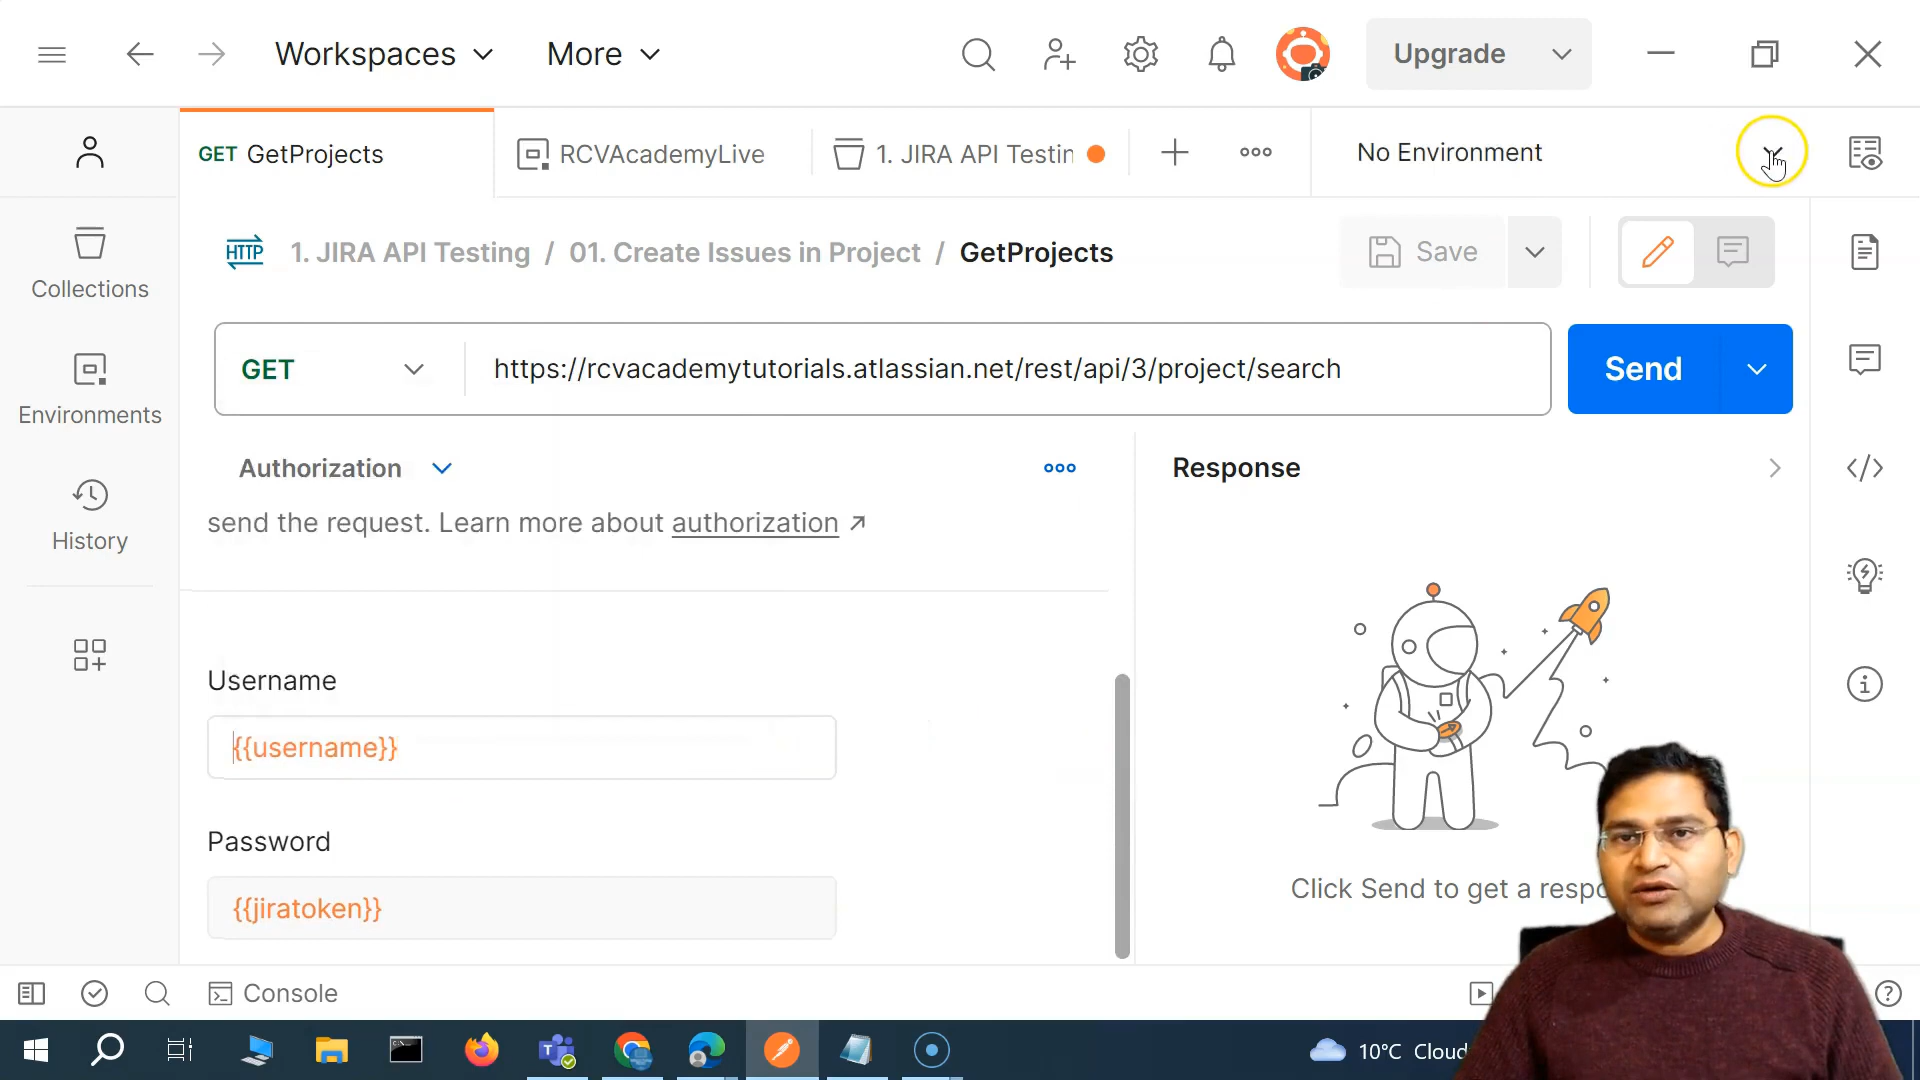 Workspaces More Upgrade
GET GetProjects RCVAcademyLive 1. JIRA API Testin No Environment
HTTP 1. JIRA API Testing / 01. Create Issues in Project / GetProjects Save
GET https://rcvacademytutorials.atlassian.net/rest/api/3/project/search Send
Collections
Environments
History
Authorization
send the request. Learn more about authorization ↗
Username
{{username}}
Password
{{jiratoken}}
Response
Click Send to get a respo
Console
10°C Cloud